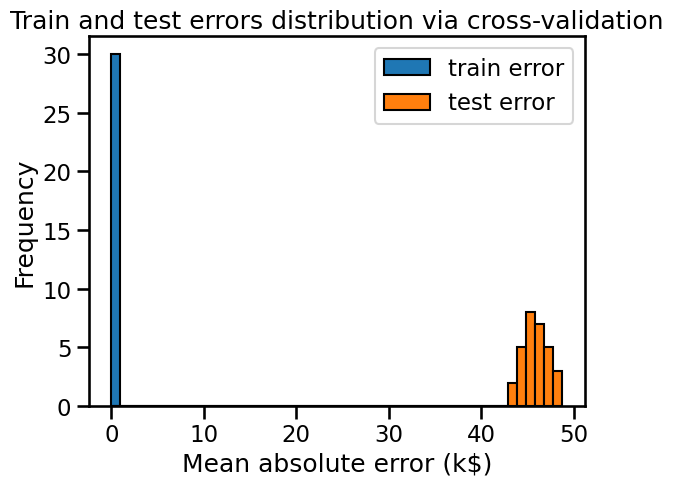 Train and test errors distribution via cross-validation
30
25
20
15
10
5
0
Frequency
train error
test error
0 10 20 30 40 50
Mean absolute error (k$)